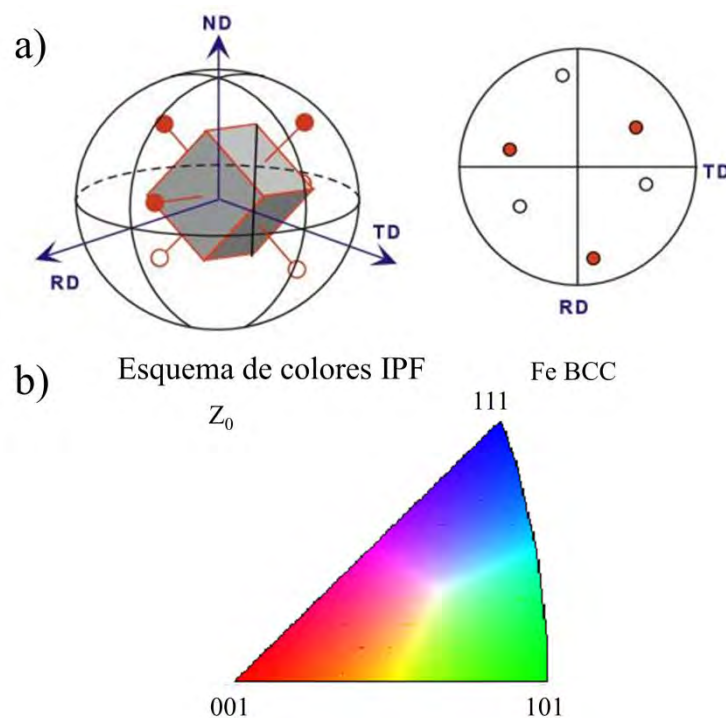 a)
ND
RD
TD
TD
RD
b)
Esquema de colores IPF
Fe BCC
Z₀
111
001
101